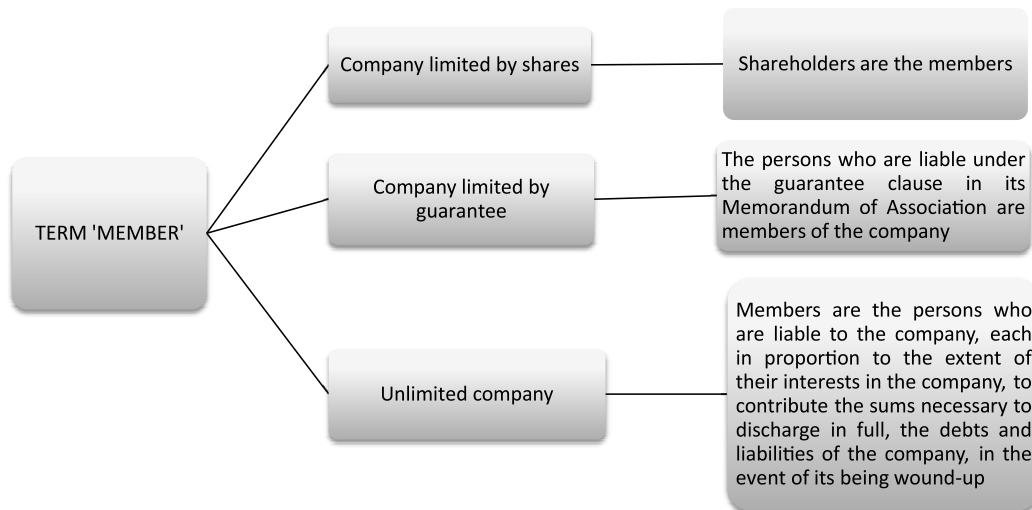 TERM 'MEMBER'
Company limited by shares
Shareholders are the members
Company limited by
guarantee
The persons who are liable under
the guarantee clause in its
Memorandum of Association are
members of the company
Unlimited company
Members are the persons who
are liable to the company, each
in proportion to the extent of
their interests in the company, to
contribute the sums necessary to
discharge in full, the debts and
liabilities of the company, in the
event of its being wound-up